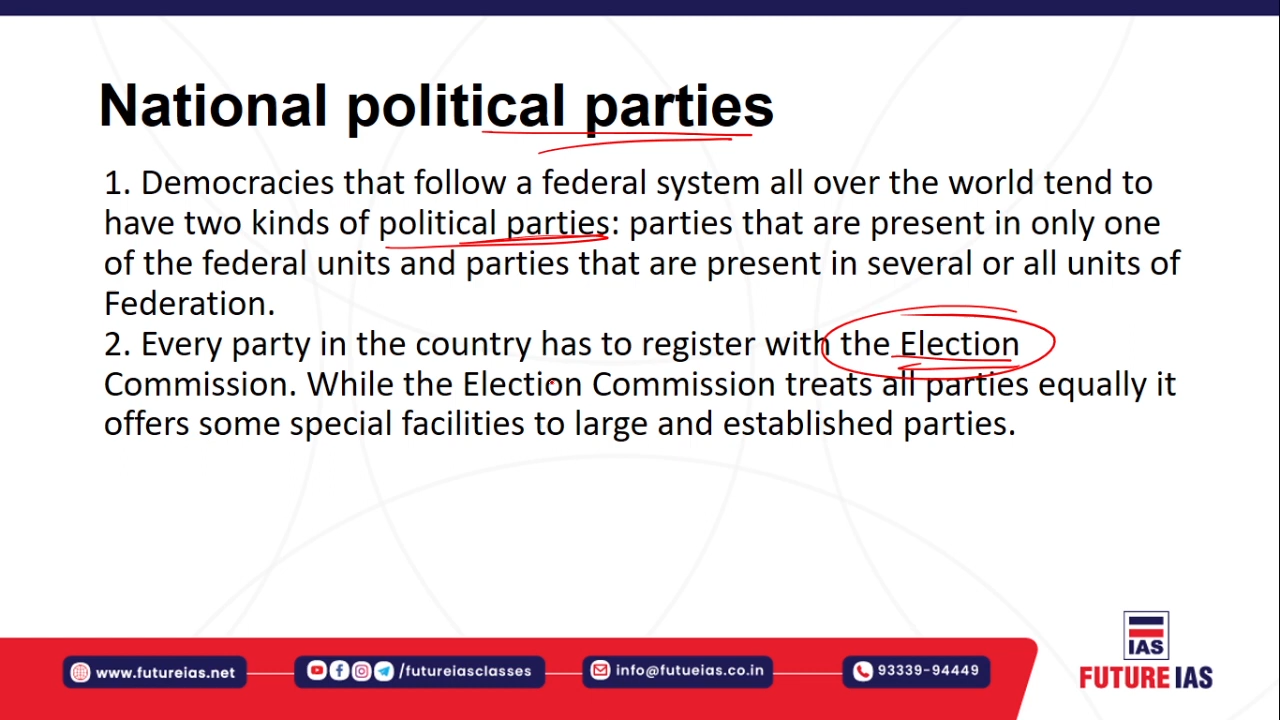 National political parties
1. Democracies that follow a federal system all over the world tend to
have two kinds of political parties: parties that are present in only one
of the federal units and parties that are present in several or all units of
Federation.
2. Every party in the country has to register with the Election
Commission. While the Election Commission treats all parties equally it
offers some special facilities to large and established parties.
www.futureias.net
/futureiasclasses
info@futueias.co.in
93339-94449
IAS
FUTURE IAS